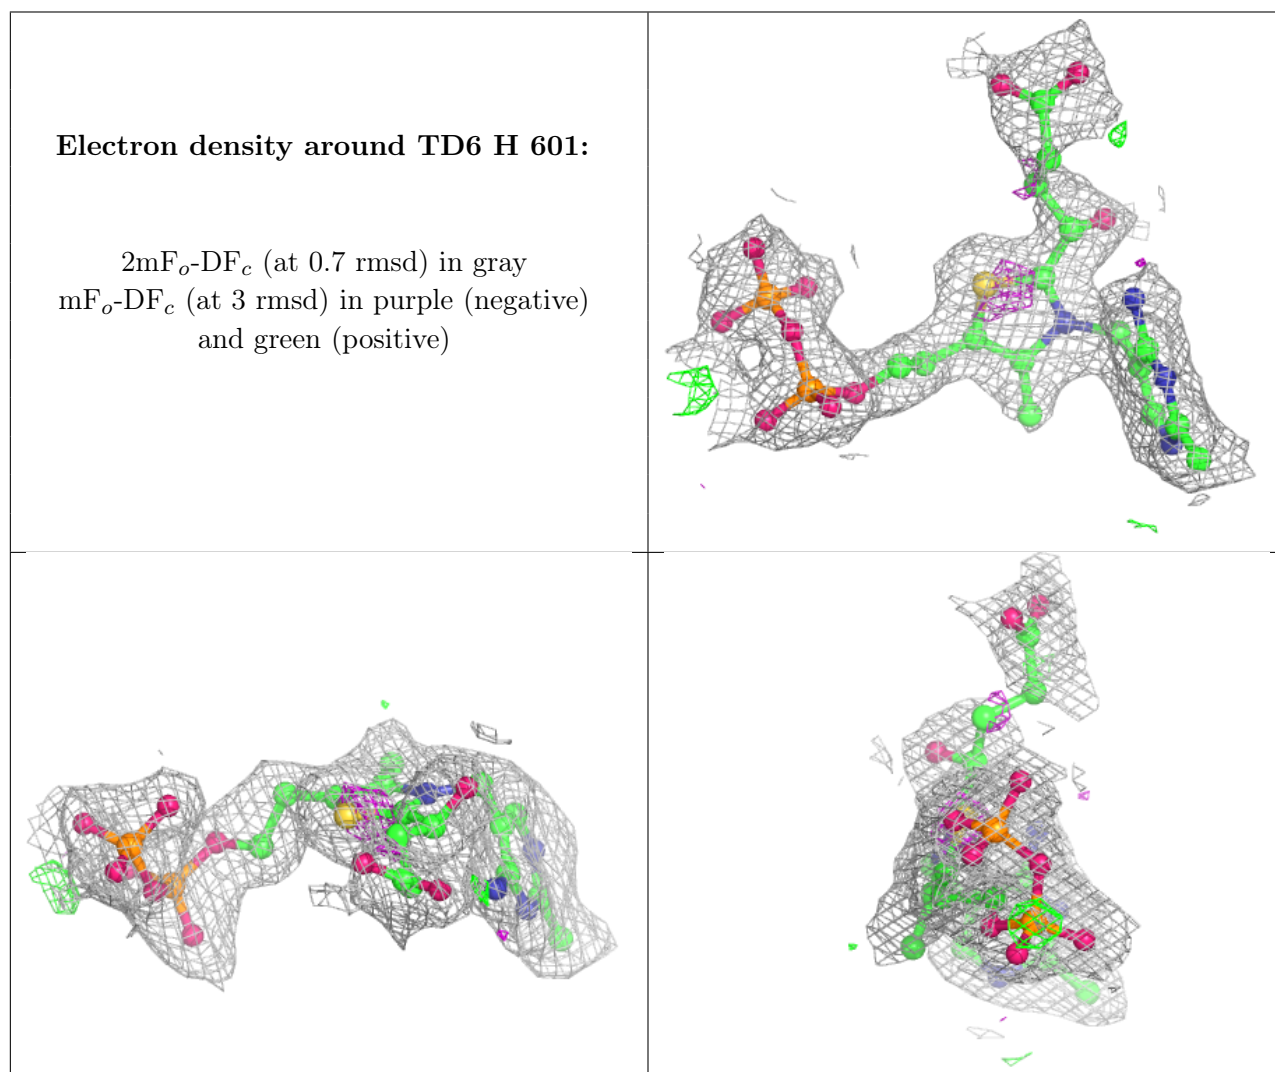 Electron density around TD6 H 601:
2mFₒ-DF𝒸 (at 0.7 rmsd) in gray
mFₒ-DF𝒸 (at 3 rmsd) in purple (negative)
and green (positive)